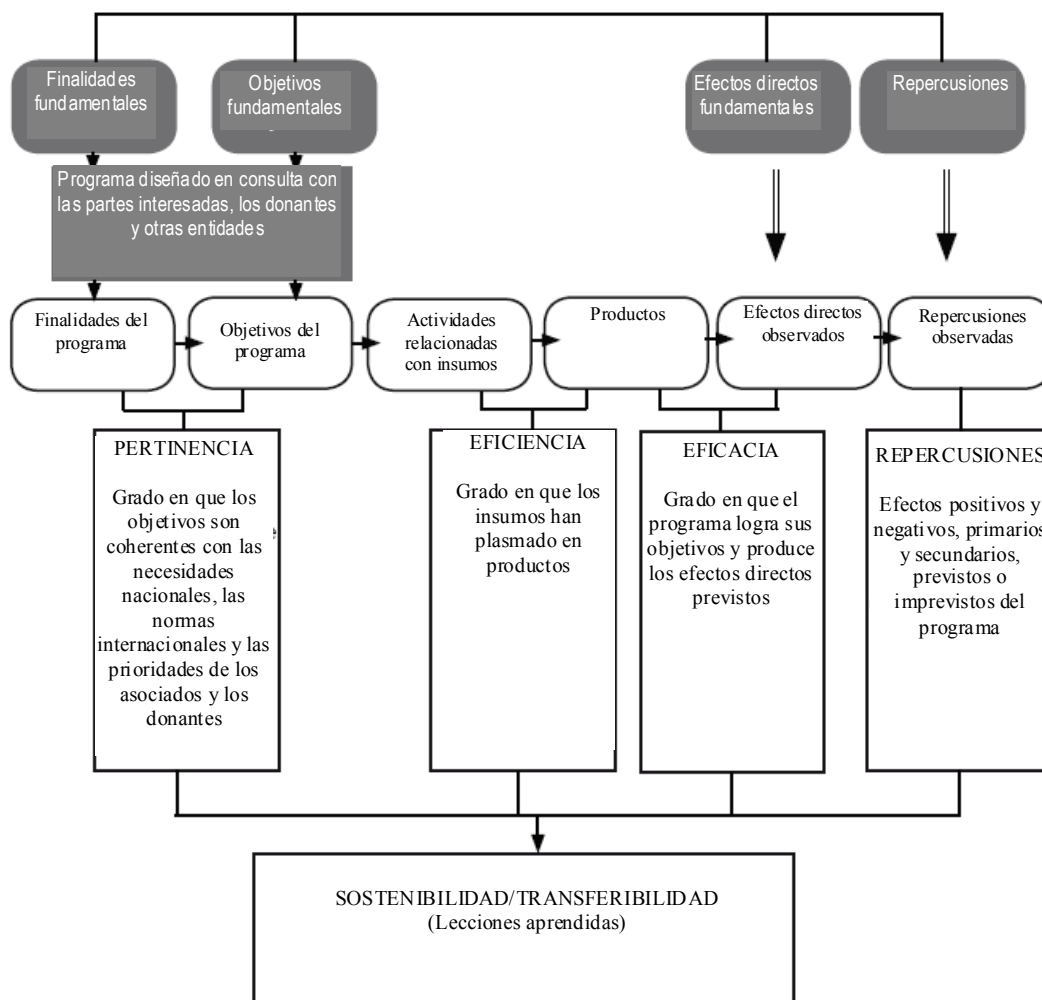 Finalidades
fundamentales
Objetivos
fundamentales
Efectos directos
fundamentales
Repercusiones
Programa diseñado en consulta con
las partes interesadas, los donantes
y otras entidades
Finalidades del
programa
Objetivos del
programa
Actividades
relacionadas
con insumos
Productos
Efectos directos
observados
Repercusiones
observadas
PERTINENCIA
Grado en que los
objetivos son
coherentes con las
necesidades
nacionales, las
normas
internacionales y las
prioridades de los
asociados y los
donantes
EFICIENCIA
Grado en que los
insumos han
plasmado en
productos
EFICACIA
Grado en que el
programa logra sus
objetivos y produce
los efectos directos
previstos
REPERCUSIONES
Efectos positivos y
negativos, primarios
y secundarios,
previstos o
imprevistos del
programa
SOSTENIBILIDAD/TRANSFERIBILIDAD
(Lecciones aprendidas)